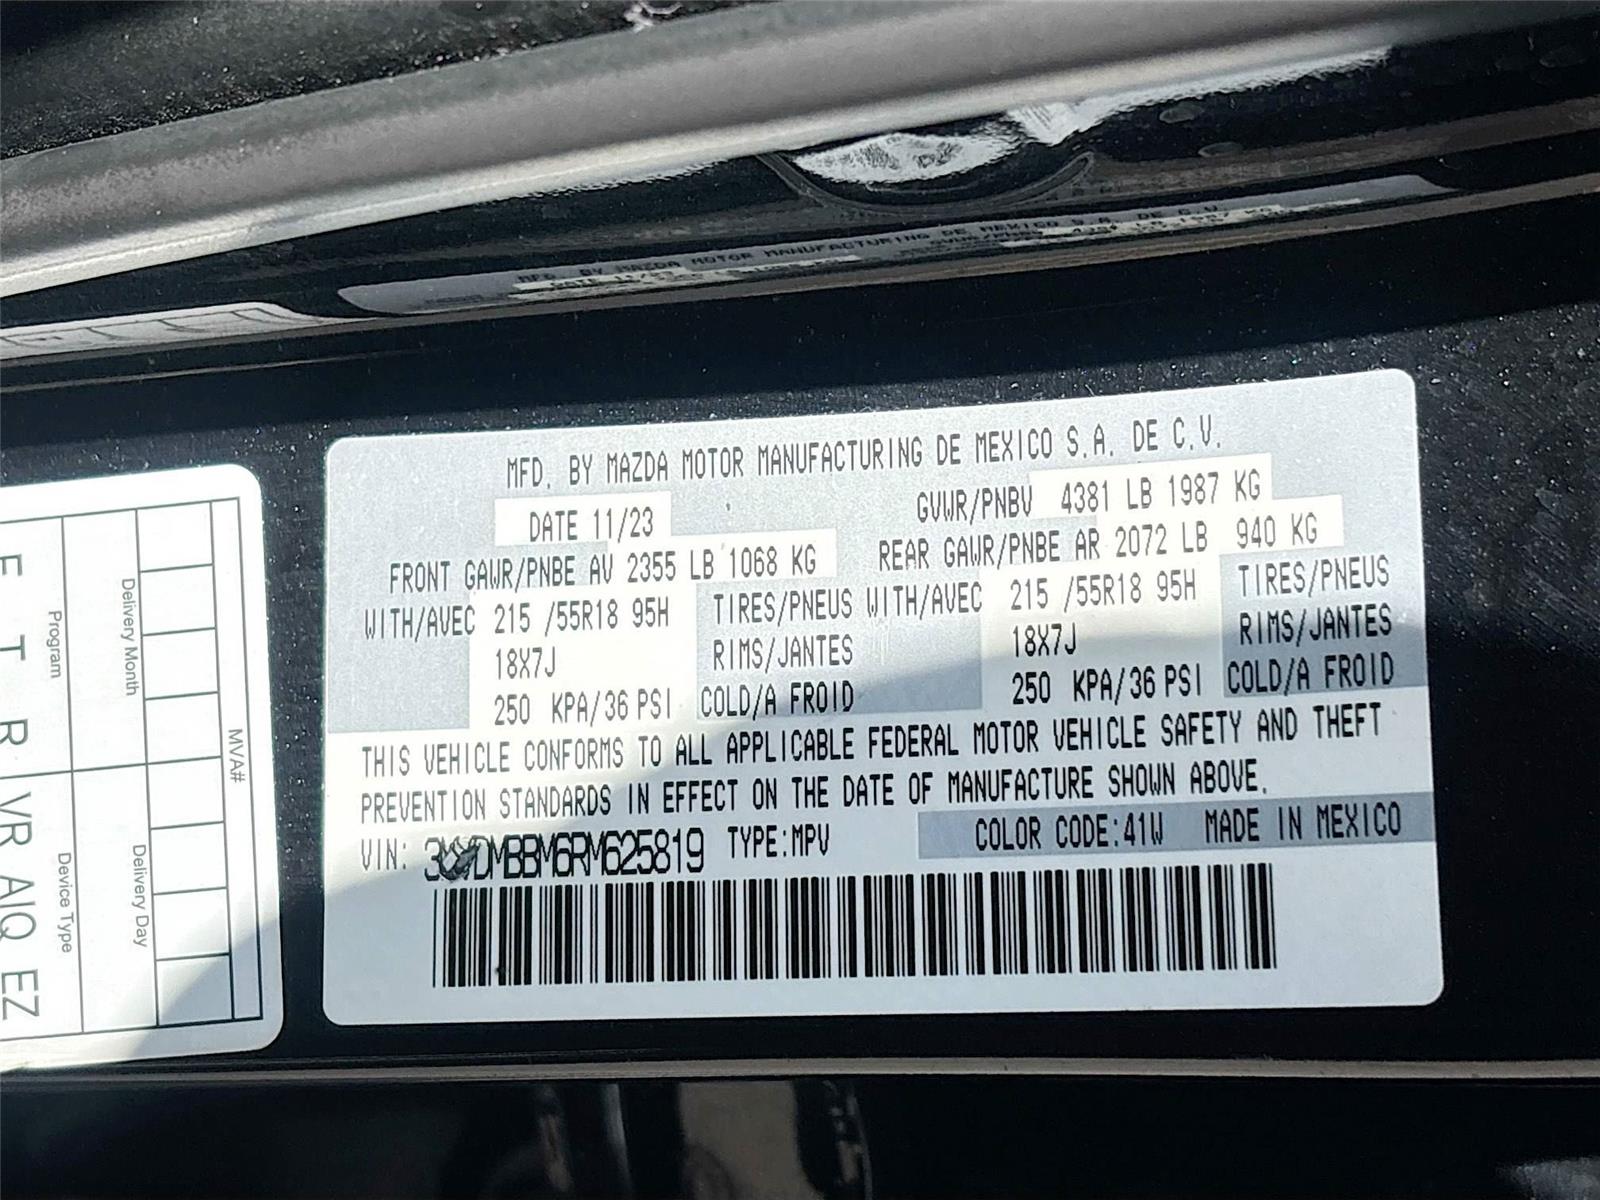 MVA#
Delivery Month Delivery Day
Program Device Type
E T R VR AIQ EZ
MFD. BY MAZDA MOTOR MANUFACTURING DE MEXICO S.A. DE C.V.
DATE 11/23 GVWR/PNBV 4381 LB 1987 KG
FRONT GAWR/PNBE AV 2355 LB 1068 KG REAR GAWR/PNBE AR 2072 LB 940 KG
WITH/AVEC 215 /55R18 95H TIRES/PNEUS WITH/AVEC 215 /55R18 95H TIRES/PNEUS
18X7J RIMS/JANTES 18X7J RIMS/JANTES
250 KPA/36 PSI COLD/A FROID 250 KPA/36 PSI COLD/A FROID
THIS VEHICLE CONFORMS TO ALL APPLICABLE FEDERAL MOTOR VEHICLE SAFETY AND THEFT
PREVENTION STANDARDS IN EFFECT ON THE DATE OF MANUFACTURE SHOWN ABOVE.
VIN: 3MVDMBBM6RM625819 TYPE:MPV COLOR CODE:41W MADE IN MEXICO